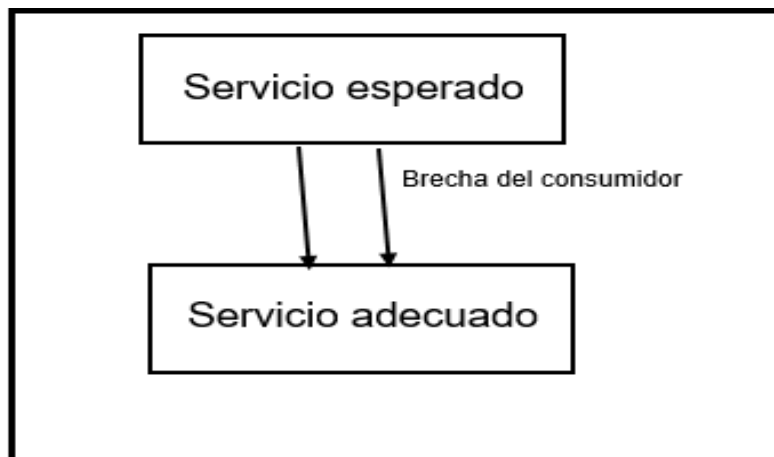 Servicio esperado
Brecha del consumidor
Servicio adecuado